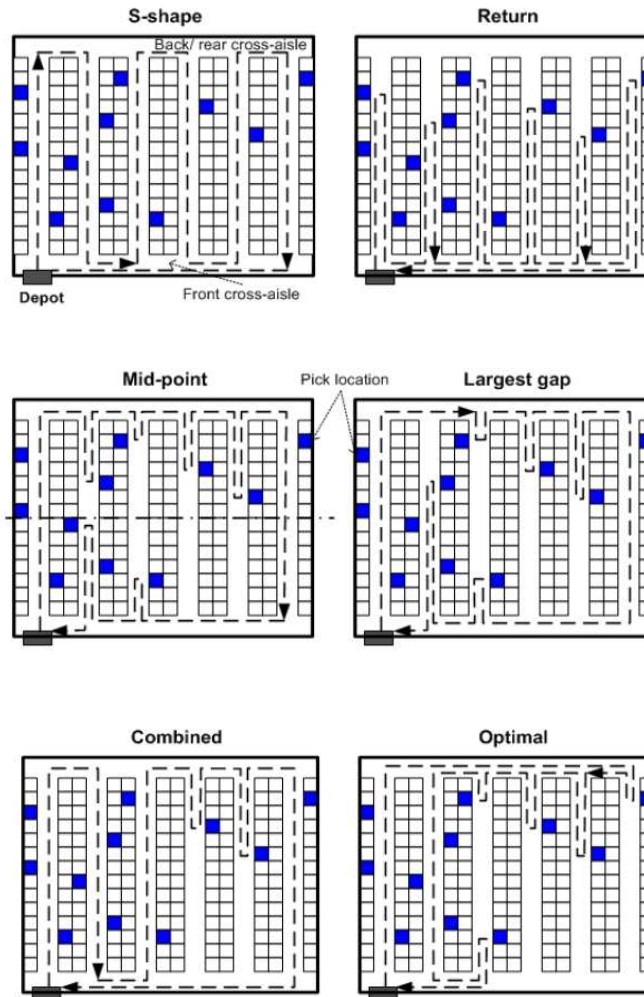 S-shape
Return
Back/ rear cross-aisle
Depot
Front cross-aisle
Mid-point
Pick location
Largest gap
Combined
Optimal